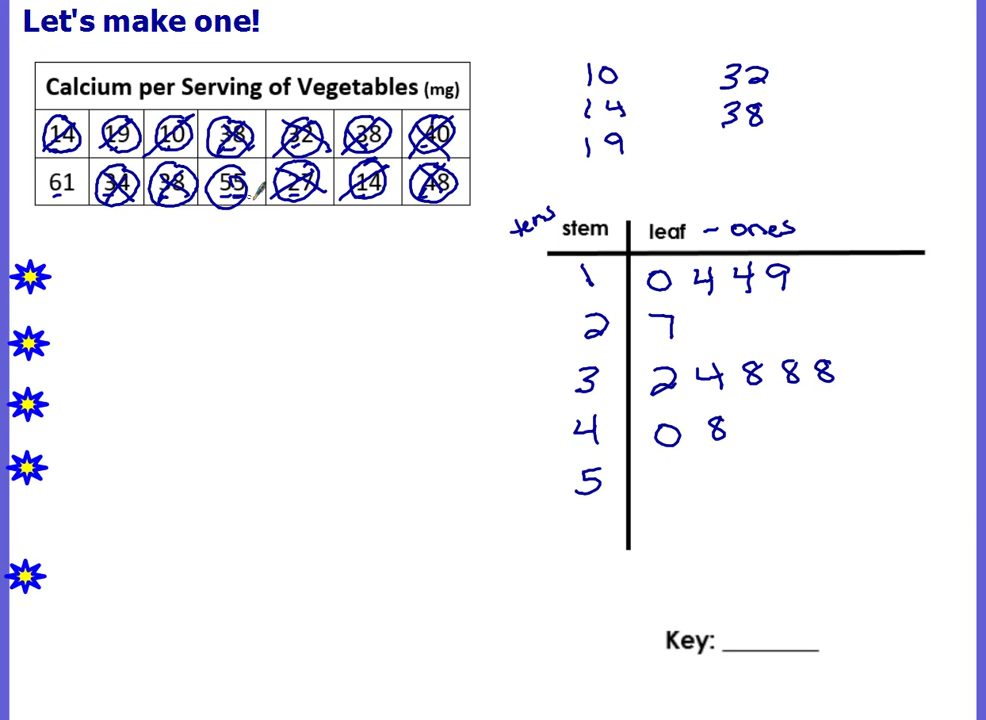 Let's make one!
Calcium per Serving of Vegetables (mg)
14 19 10 38 32 38 40
61 34 38 55 27 14 48
10 32
14 38
19
tens stem leaf - ones
1 0 4 4 9
2 7
3 2 4 8 8 8
4 0 8
5
Key: ________